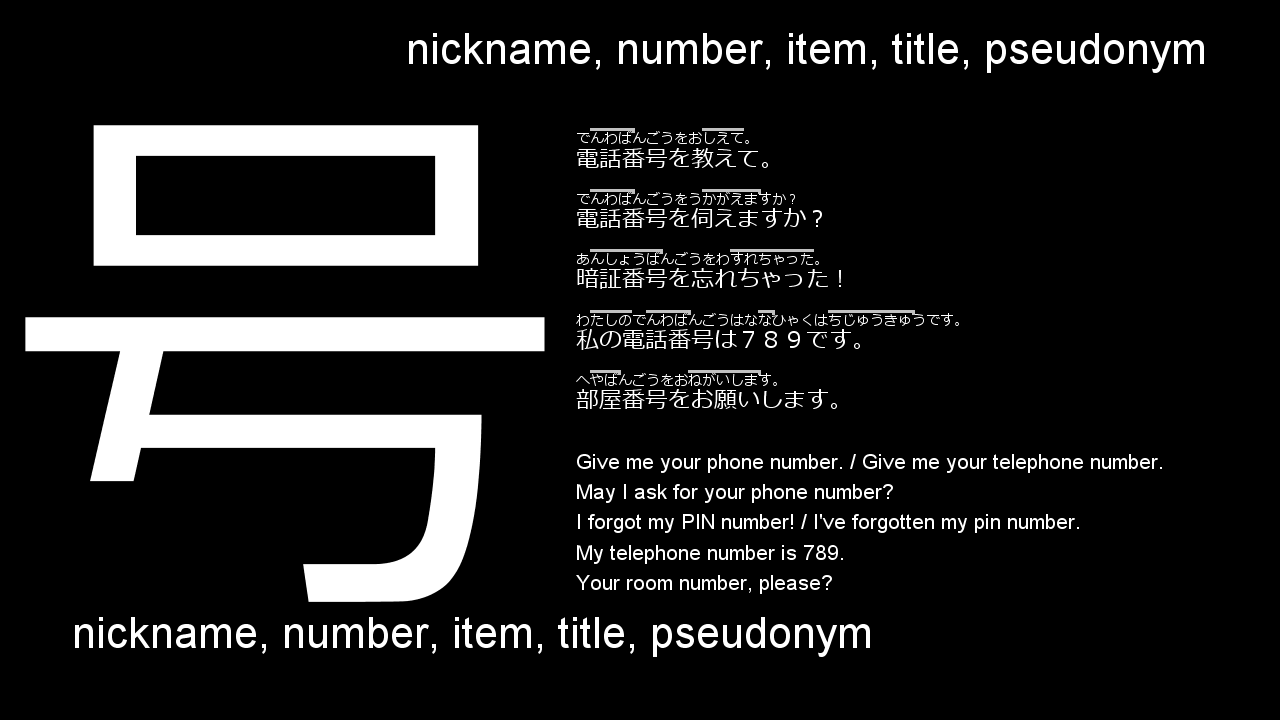 nickname, number, item, title, pseudonym
号
でんわばんごうをおしえて。
電話番号を教えて。
でんわばんごうをうかがえますか？
電話番号を伺えますか？
あんしょうばんごうをわすれちゃった。
暗証番号を忘れちゃった！
わたしのでんわばんごうはななひゃくはちじゅうきゅうです。
私の電話番号は７８９です。
へやばんごうをおねがいします。
部屋番号をお願いします。
Give me your phone number. / Give me your telephone number.
May I ask for your phone number?
I forgot my PIN number! / I've forgotten my pin number.
My telephone number is 789.
Your room number, please?
nickname, number, item, title, pseudonym